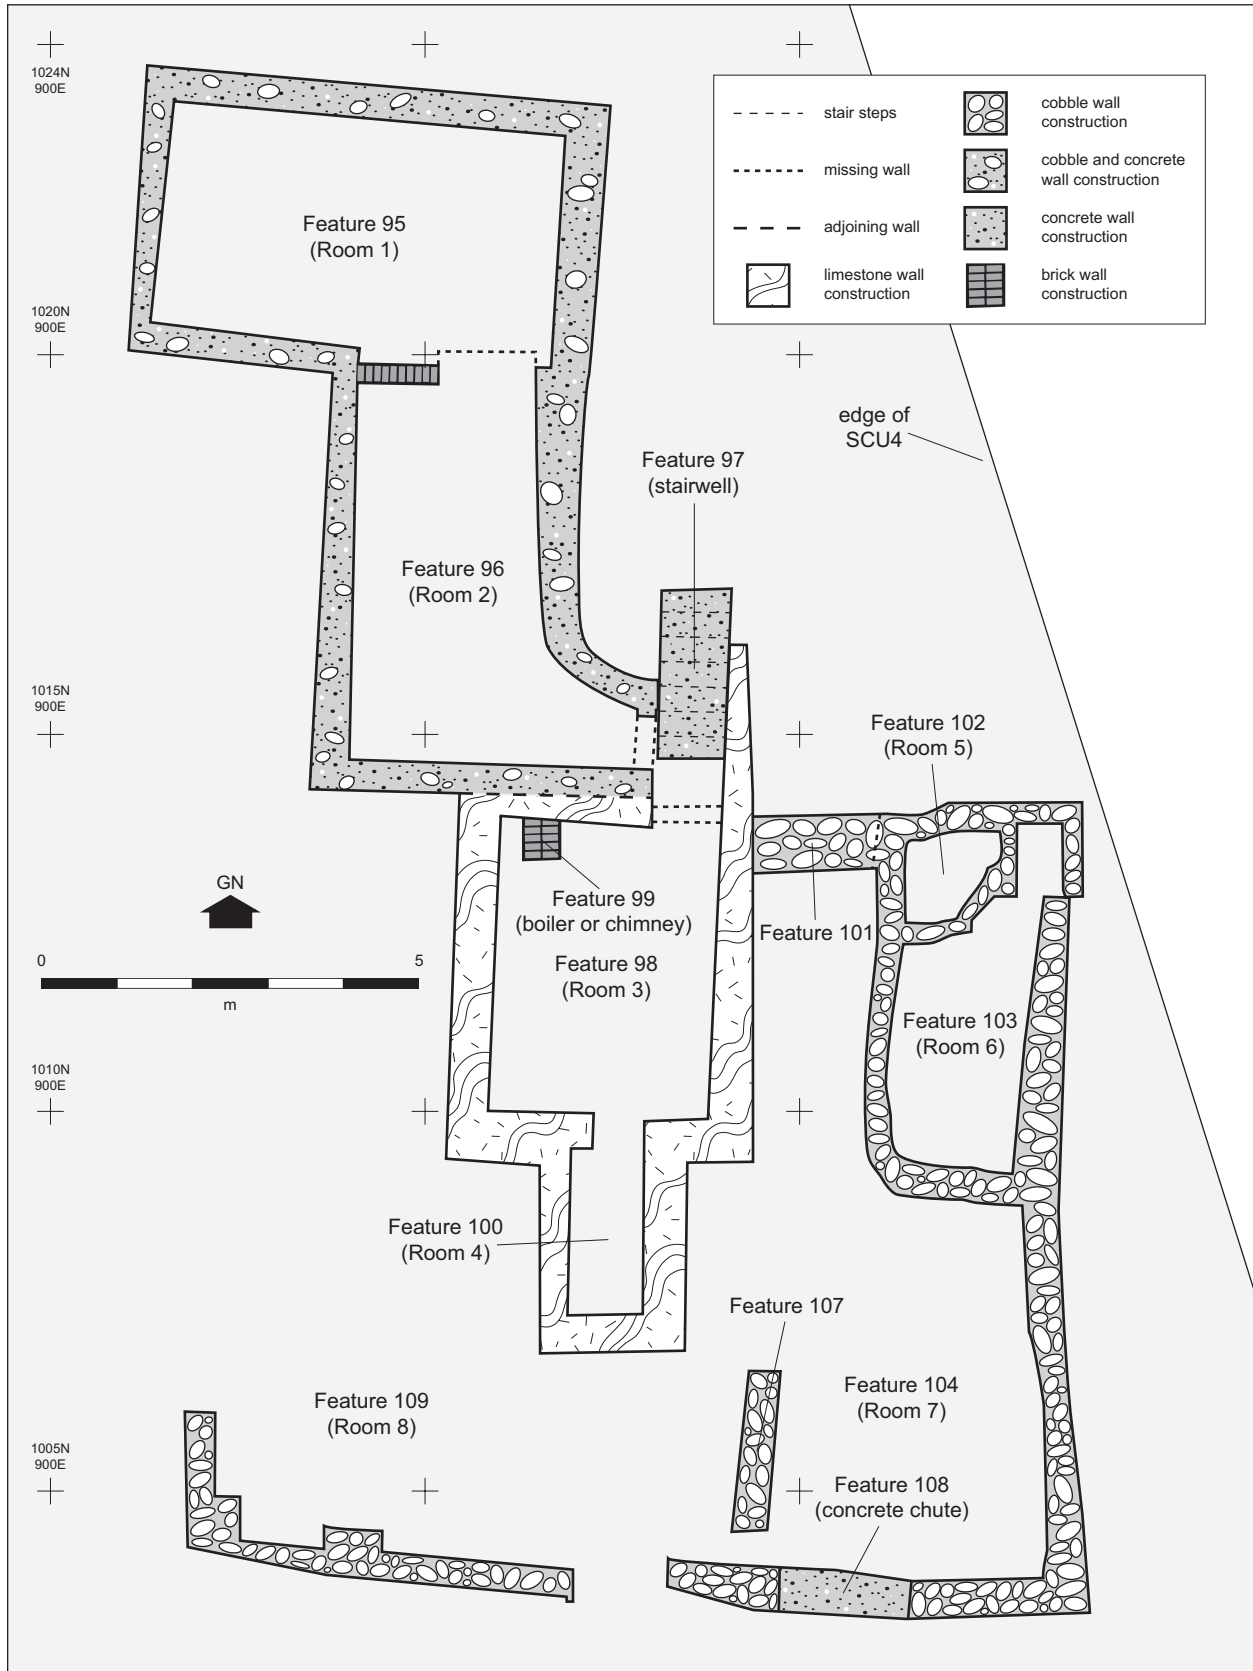 1024N
900E
stair steps
missing wall
adjoining wall
limestone wall
construction
cobble wall
construction
cobble and concrete
wall construction
concrete wall
construction
brick wall
construction
Feature 95
(Room 1)
1020N
900E
edge of
SCU4
Feature 97
(stairwell)
Feature 96
(Room 2)
1015N
900E
Feature 102
(Room 5)
GN
Feature 99
(boiler or chimney)
Feature 101
0
5
m
Feature 98
(Room 3)
Feature 103
(Room 6)
1010N
900E
Feature 100
(Room 4)
Feature 107
Feature 109
(Room 8)
Feature 104
(Room 7)
1005N
900E
Feature 108
(concrete chute)